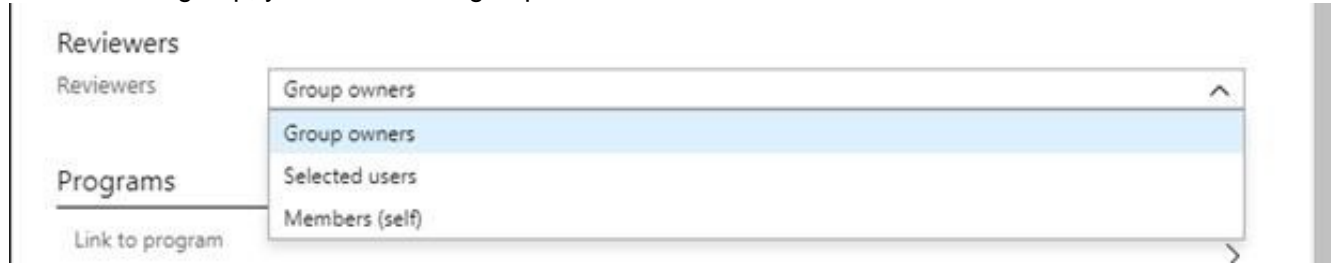 Reviewers
Reviewers
Group owners
Group owners
Selected users
Members (self)
Programs
Link to program